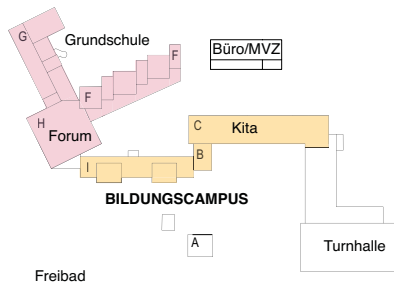 G
Grundschule
Büro/MVZ
F
F
H
Forum
C
Kita
B
I
BILDUNGSCAMPUS
A
Turnhalle
Freibad